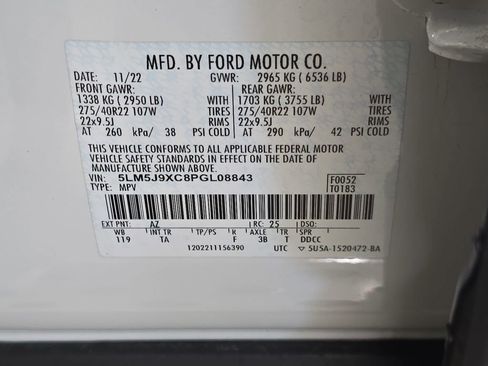 MFD. BY FORD MOTOR CO.
DATE: 11/22 GVWR: 2965 KG ( 6536 LB)
FRONT GAWR: REAR GAWR:
1338 KG ( 2950 LB) WITH 1703 KG ( 3755 LB) WITH
275/40R22 107W TIRES 275/40R22 107W TIRES
22x9.5J RIMS 22x9.5J RIMS
AT 260 kPa/ 38 PSI COLD AT 290 kPa/ 42 PSI COLD
THIS VEHICLE CONFORMS TO ALL APPLICABLE FEDERAL MOTOR
VEHICLE SAFETY STANDARDS IN EFFECT ON THE DATE OF MANUFACTURE
SHOWN ABOVE.
VIN: 5LM5J9XC8PGL08843 F0052
TYPE: MPV T0183
EXT PNT: AZ RC: 25 DSO:
WB INT TR TP/PS R AXLE TR SPR
119 TA F 3B T DDCC
1202211156390 UTC ▽ 5U5A-1520472-BA